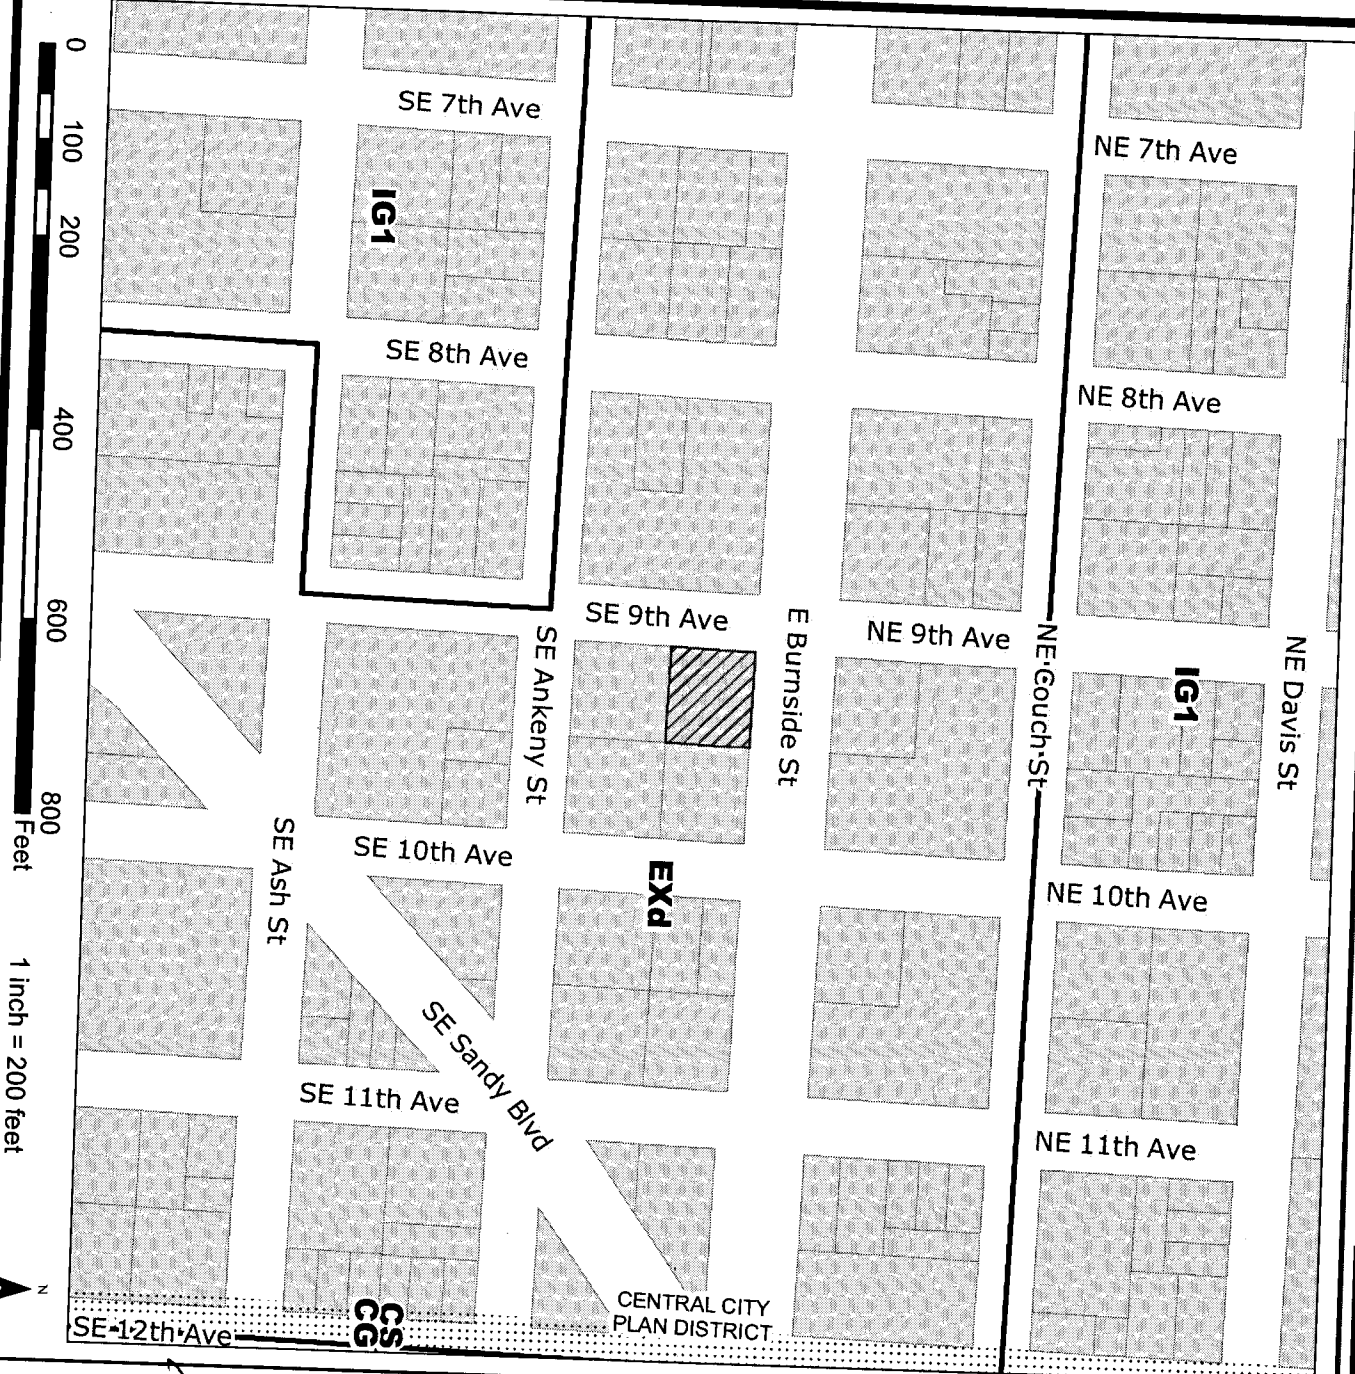 SE 7th Ave
NE 7th Ave
IG1
SE 8th Ave
NE 8th Ave
SE 9th Ave
NE 9th Ave
E Burnside St
SE Ankeny St
NE Couch St
NE Davis St
IG1
SE 10th Ave
NE 10th Ave
EXd
SE Ash St
SE Sandy Blvd
SE 11th Ave
NE 11th Ave
CENTRAL CITY
PLAN DISTRICT
SE 12th Ave
CS
CG
0
100
200
400
600
800
Feet
1 inch = 200 feet
N